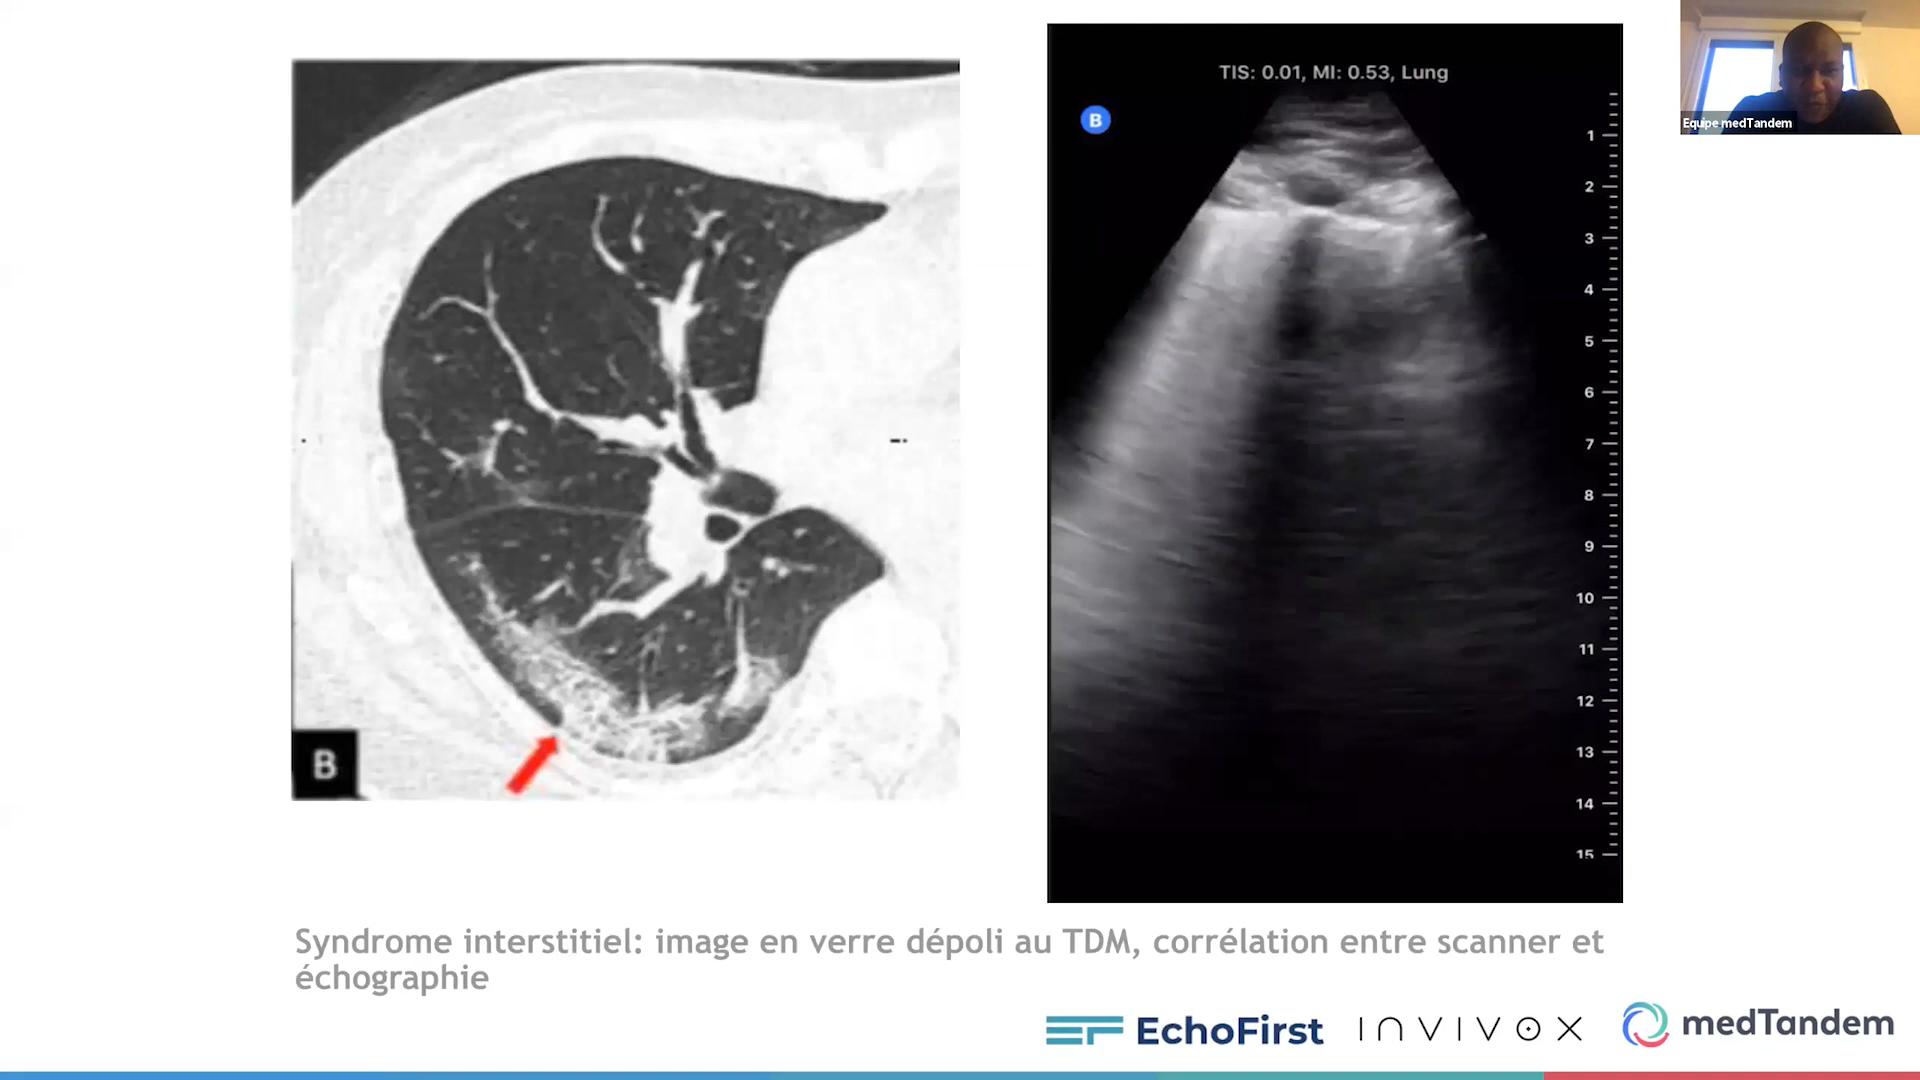 TIS: 0.01, MI: 0.53, Lung
B
1
2
3
4
5
6
7
8
9
10
11
12
13
14
15
B
Equipe medTandem
Syndrome interstitiel: image en verre dépoli au TDM, corrélation entre scanner et
échographie
EchoFirst
INVIVOX
medTandem